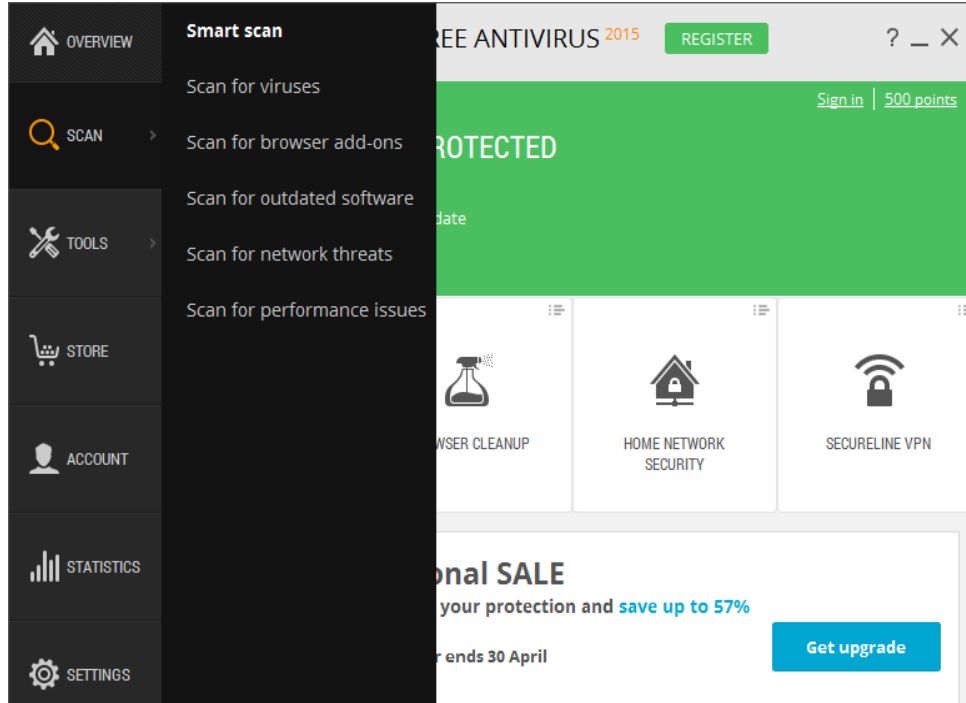 OVERVIEW
SCAN
TOOLS
STORE
ACCOUNT
STATISTICS
SETTINGS
Smart scan
Scan for viruses
Scan for browser add-ons
Scan for outdated software
Scan for network threats
Scan for performance issues
REE ANTIVIRUS 2015
REGISTER
? _ X
Sign in | 500 points
ROTECTED
date
WSER CLEANUP
HOME NETWORK
SECURITY
SECURELINE VPN
onal SALE
your protection and save up to 57%
r ends 30 April
Get upgrade